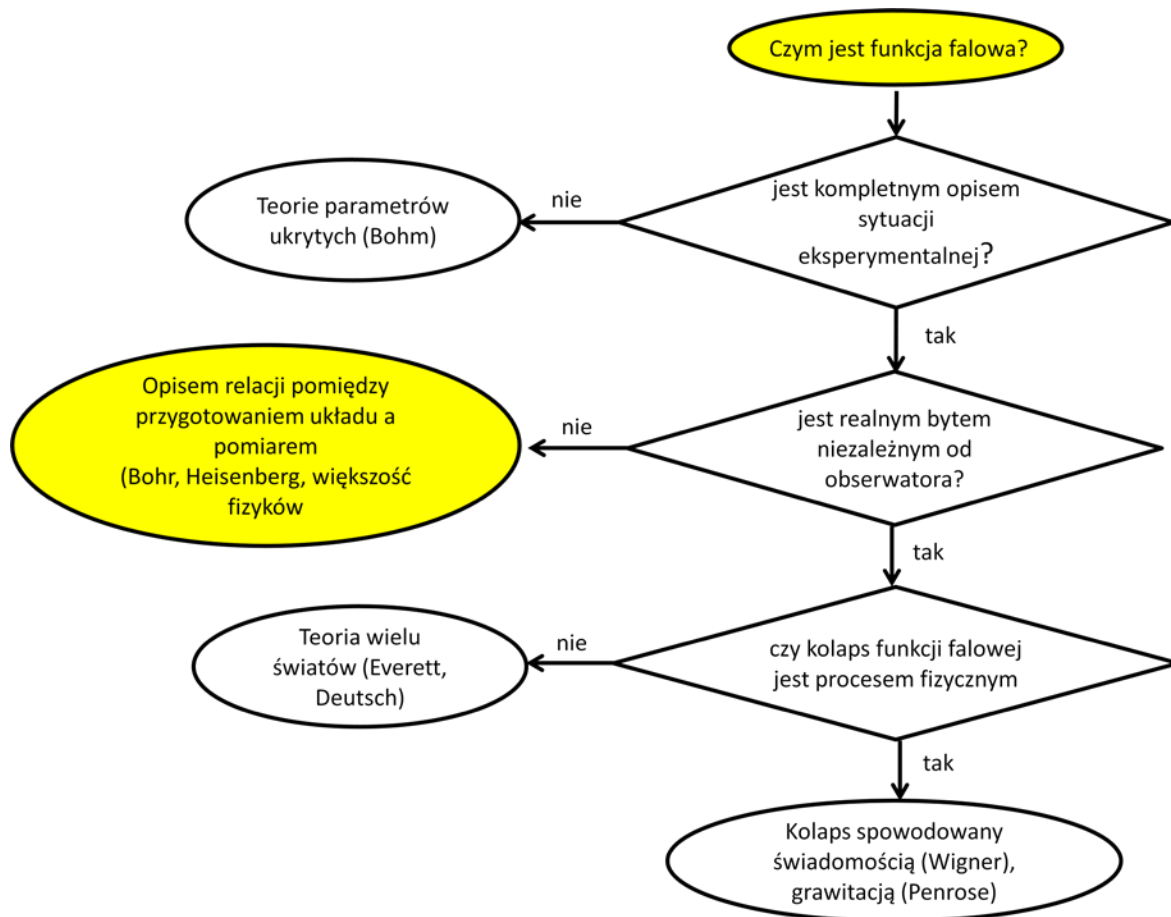 Czym jest funkcja falowa?
jest kompletnym opisem
sytuacji
eksperymentalnej?
nie
Teorie parametrów
ukrytych (Bohm)
tak
jest realnym bytem
niezależnym od
obserwatora?
nie
Opisem relacji pomiędzy
przygotowaniem układu a
pomiarem
(Bohr, Heisenberg, większość
fizyków
tak
czy kolaps funkcji falowej
jest procesem fizycznym
nie
Teoria wielu
światów (Everett,
Deutsch)
tak
Kolaps spowodowany
świadomością (Wigner),
grawitacją (Penrose)